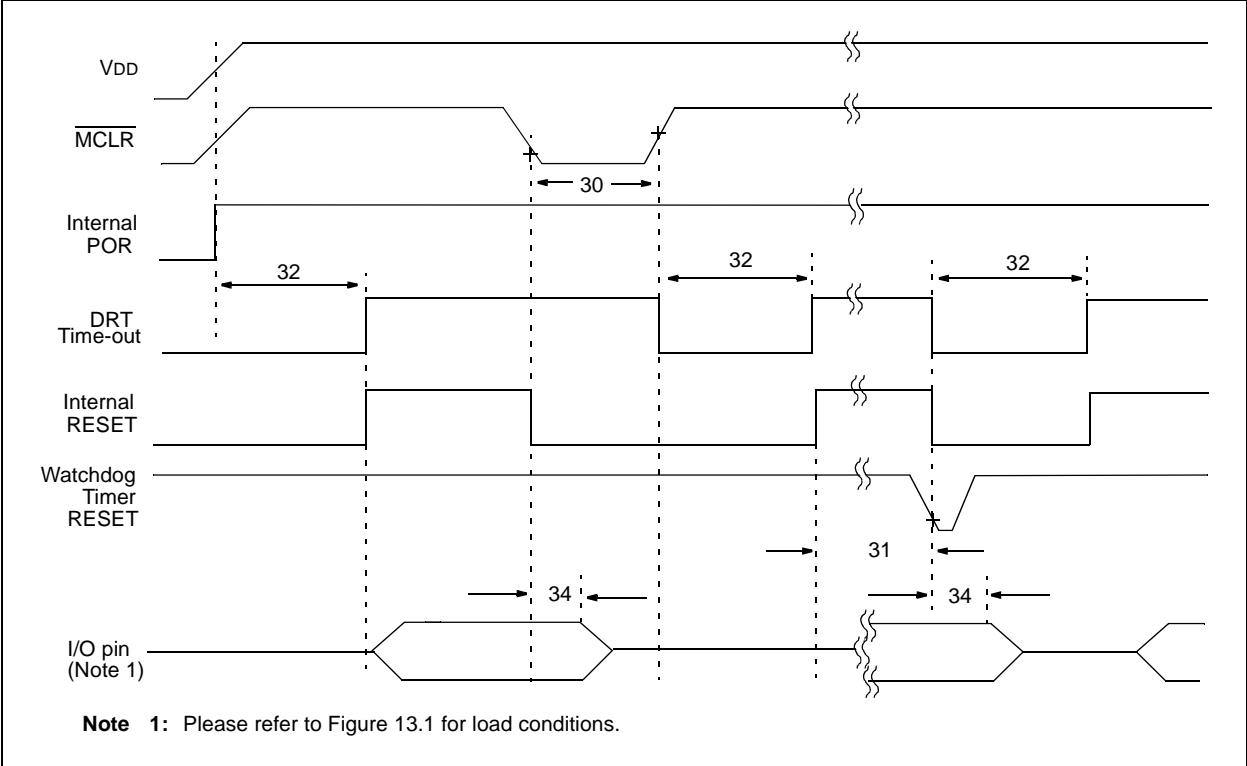 VDD
MCLR
30
Internal
POR
32
32
32
DRT
Time-out
Internal
RESET
Watchdog
Timer
RESET
31
34
34
I/O pin
(Note 1)
Note 1: Please refer to Figure 13.1 for load conditions.